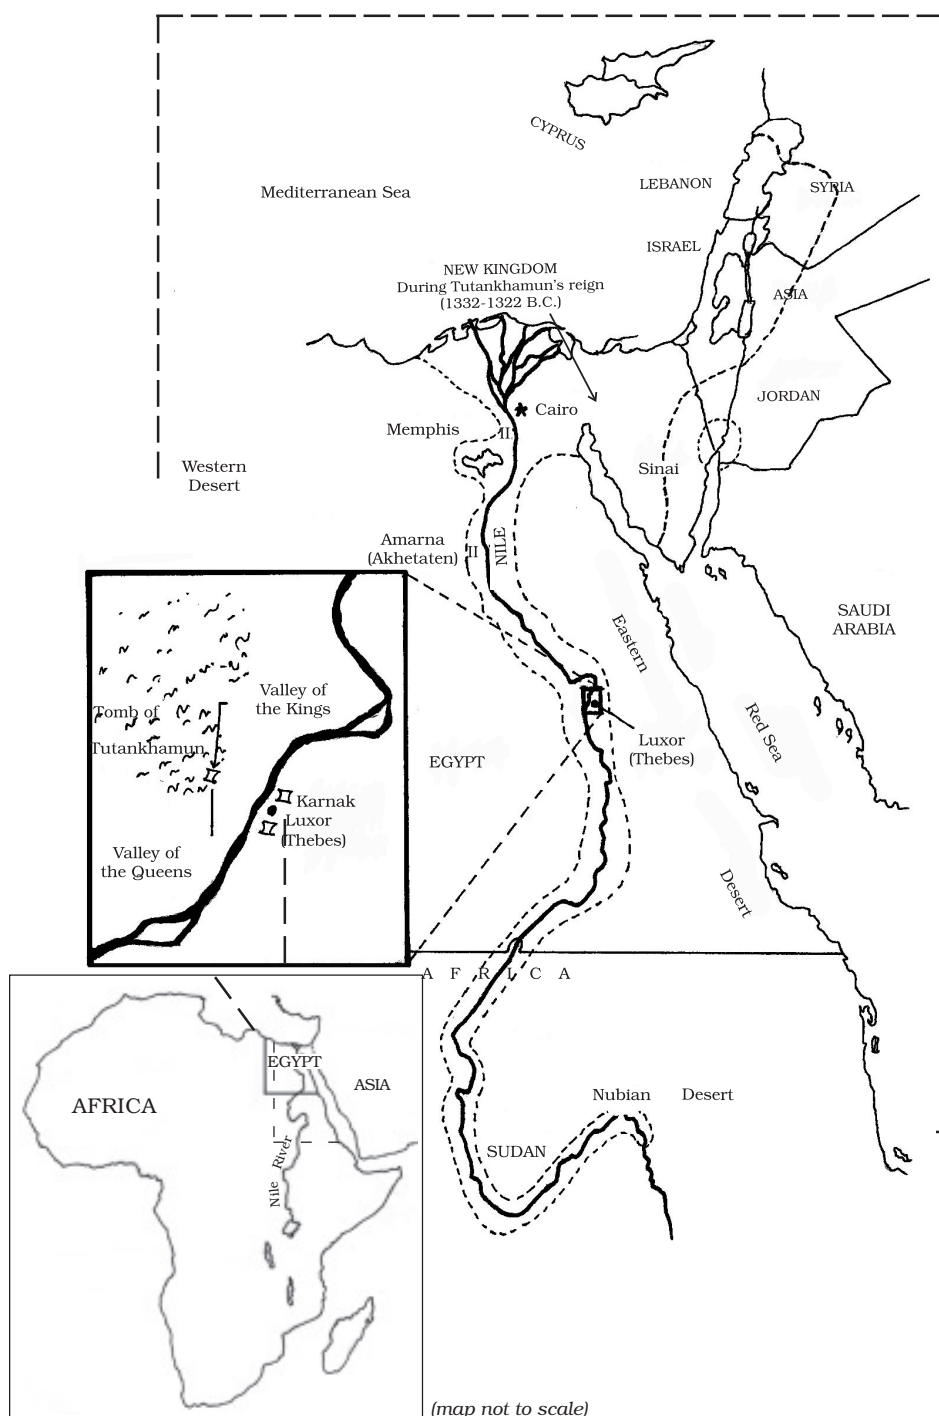 CYPRUS
Mediterranean Sea
LEBANON
SYRIA
ISRAEL
NEW KINGDOM
During Tutankhamun's reign
(1332-1322 B.C.)
ASIA
JORDAN
Cairo
Memphis
II
Sinai
Western
Desert
Amarna
(Akhetaten)
II
NILE
SAUDI
ARABIA
Eastern
Valley of
the Kings
Tomb of
Tutankhamun
Red Sea
Luxor
(Thebes)
EGYPT
Karnak
Luxor
(Thebes)
Valley of
the Queens
Desert
A F R I C A
EGYPT
ASIA
AFRICA
Nubian Desert
SUDAN
Nile River
(map not to scale)